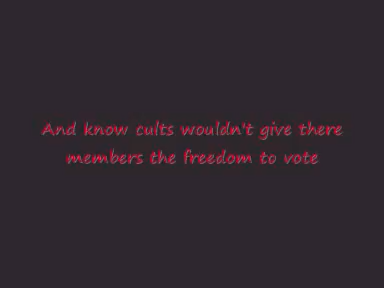 And know cults wouldn't give there
members the freedom to vote